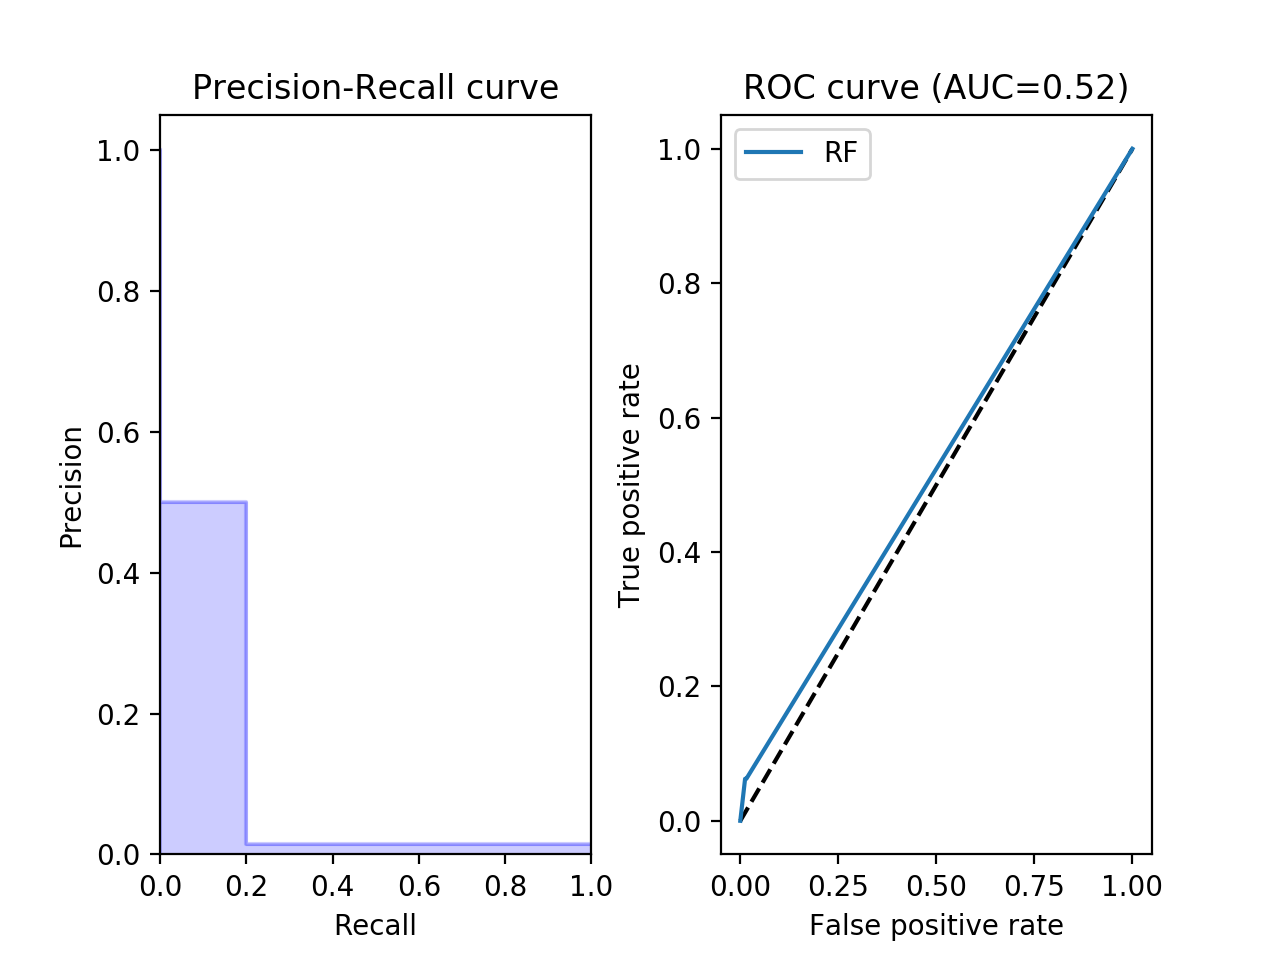 Precision-Recall curve
1.0
0.8
0.6
0.4
0.2
0.0
Precision
0.0 0.2 0.4 0.6 0.8 1.0
Recall
ROC curve (AUC=0.52)
RF
1.0
0.8
0.6
0.4
0.2
0.0
True positive rate
0.00 0.25 0.50 0.75 1.00
False positive rate